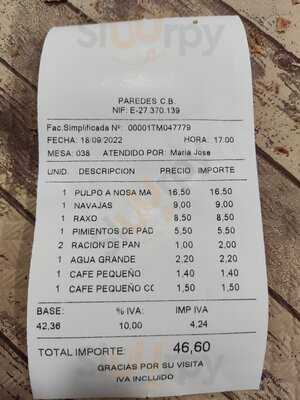 Sluurpy
PAREDES C.B.
NIF: E-27.370.139
Fac.Simplificada Nº: 00001TM047779
FECHA: 18/09/2022 HORA: 17:00
MESA: 038 ATENDIDO POR: Maria Jose
UNID. DESCRIPCION PRECIO IMPORTE
1 PULPO A NOSA MA 16,50 16,50
1 NAVAJAS 9,00 9,00
1 RAXO 8,50 8,50
1 PIMIENTOS DE PAD 5,50 5,50
2 RACION DE PAN 1,00 2,00
1 AGUA GRANDE 2,20 2,20
1 CAFE PEQUEÑO 1,40 1,40
1 CAFE PEQUEÑO CC 1,50 1,50
BASE: % IVA: IMP IVA
42,36 10,00 4,24
TOTAL IMPORTE: 46,60
GRACIAS POR SU VISITA
IVA INCLUIDO